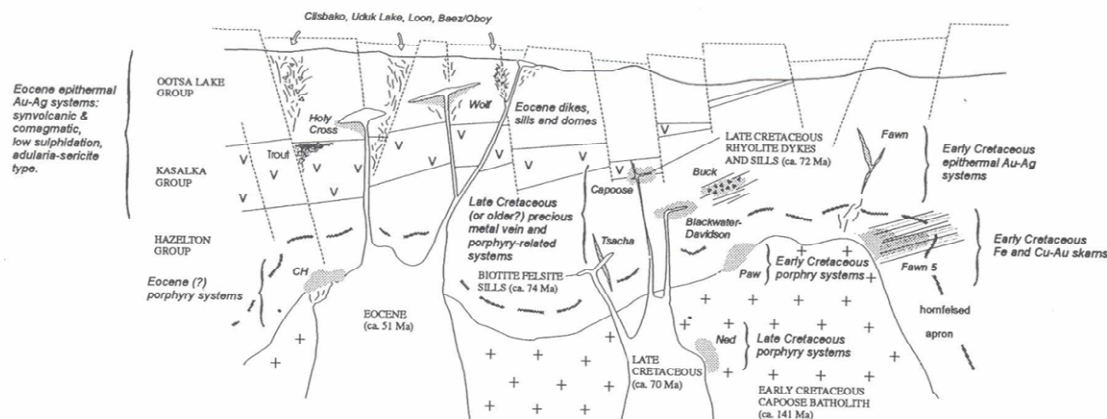 Clisbako, Uduk Lake, Loon, Baez/Oboy
Eocene epithermal
Au-Ag systems:
synvolcanic &
comagmatic,
low sulphidation,
adularia-sericite
type.
OOTSA LAKE
GROUP
KASALKA
GROUP
HAZELTON
GROUP
Holy
Cross
Trout
Wolf
Eocene dikes,
sills and domes
V
V
V
V
V
V
V
V
V
V
Capoose
LATE CRETACEOUS
RHYOLITE DYKES
AND SILLS (ca. 72 Ma)
Buck
Fawn
Early Cretaceous
epithermal Au-Ag
systems
Late Cretaceous
(or older?) precious
metal vein and
porphyry-related
systems
Tsacha
Blackwater-
Davidson
BIOTITE FELSITE
SILLS (ca. 74 Ma)
Eocene (?)
porphyry systems
CH
EOCENE
(ca. 51 Ma)
Paw
Early Cretaceous
porphry systems
Early Cretaceous
Fe and Cu-Au skarns
Fawn 5
hornfelsed
apron
Ned
Late Cretaceous
porphyry systems
LATE
CRETACEOUS
(ca. 70 Ma)
EARLY CRETACEOUS
CAPOOSE BATHOLITH
(ca. 141 Ma)